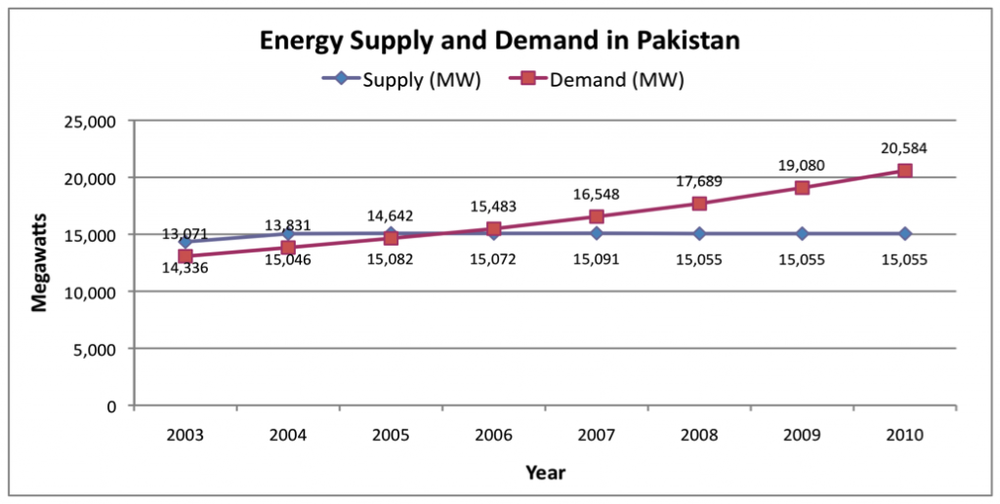 Energy Supply and Demand in Pakistan
Supply (MW) Demand (MW)
Megawatts
25,000
20,000
15,000
10,000
5,000
0
13,071 13,831 14,642 15,483 16,548 17,689 19,080 20,584
14,336 15,046 15,082 15,072 15,091 15,055 15,055 15,055
2003 2004 2005 2006 2007 2008 2009 2010
Year